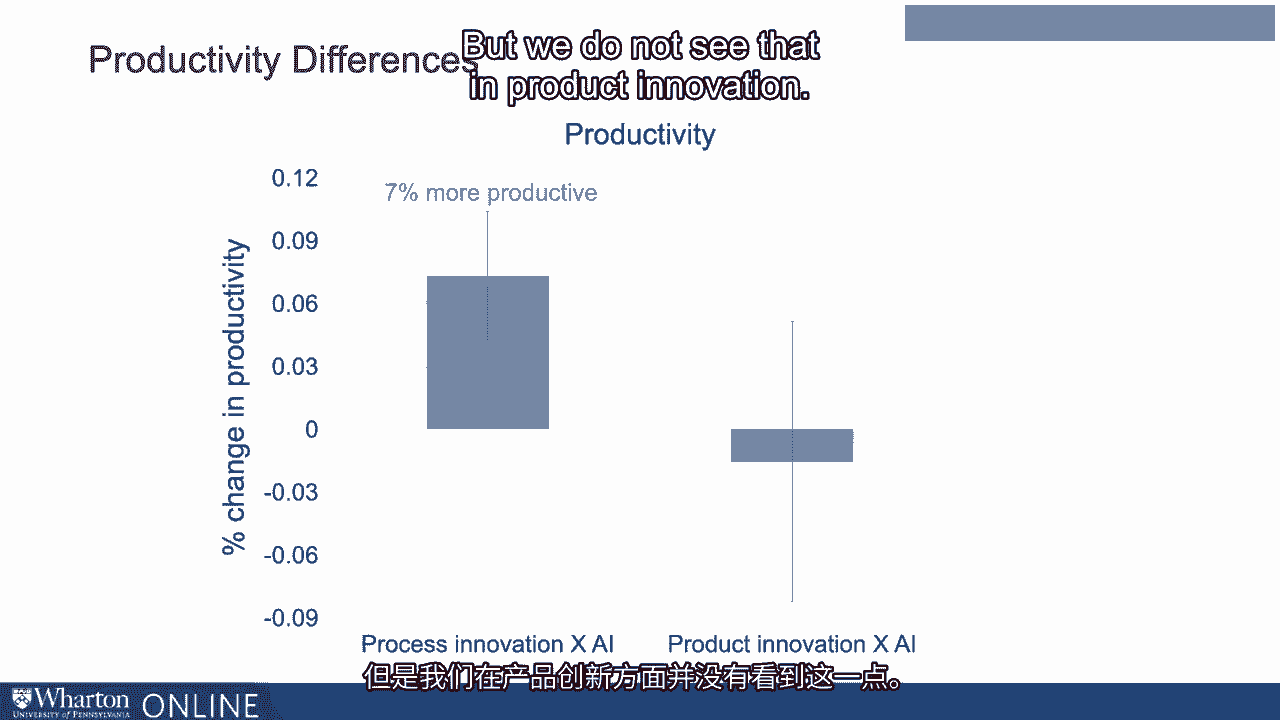 Productivity Differences
But we do not see that
in product innovation.
Productivity
7% more productive
% change in productivity
0.12
0.09
0.06
0.03
0
-0.03
-0.06
-0.09
Process innovation X AI
Product innovation X AI
但是我们在产品创新方面并没有看到这一点。
Wharton
UNIVERSITY of PENNSYLVANIA
ONLINE